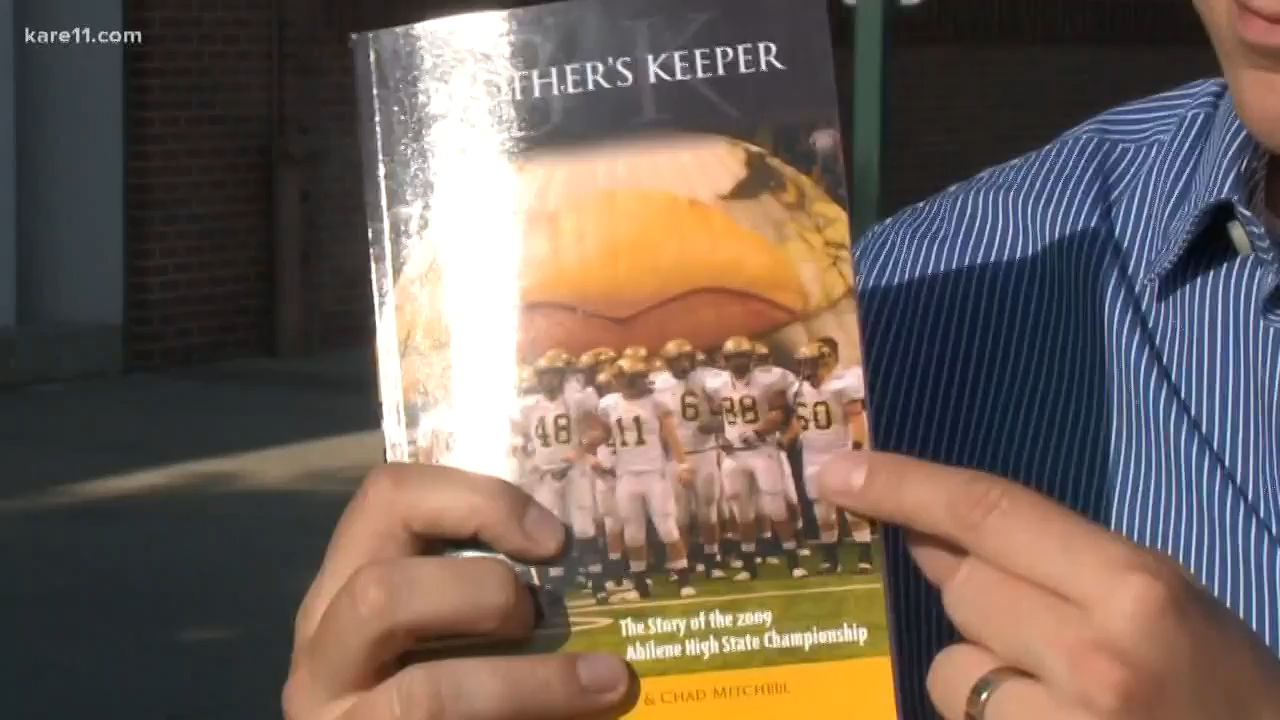 kare11.com
THER'S KEEPER
48
11
6
88
50
The Story of the 2009
Abilene High State Championship
& CHAD MITCHELL